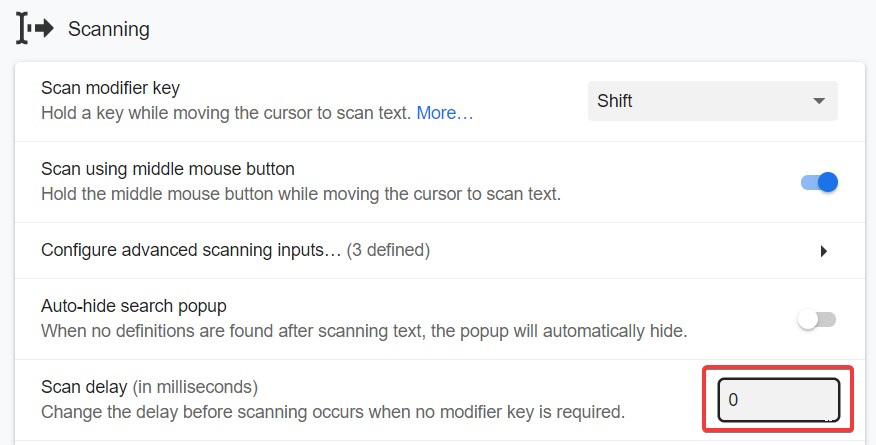 Scanning
Scan modifier key
Hold a key while moving the cursor to scan text. More…
Shift
Scan using middle mouse button
Hold the middle mouse button while moving the cursor to scan text.
Configure advanced scanning inputs… (3 defined)
Auto-hide search popup
When no definitions are found after scanning text, the popup will automatically hide.
Scan delay (in milliseconds)
Change the delay before scanning occurs when no modifier key is required.
0